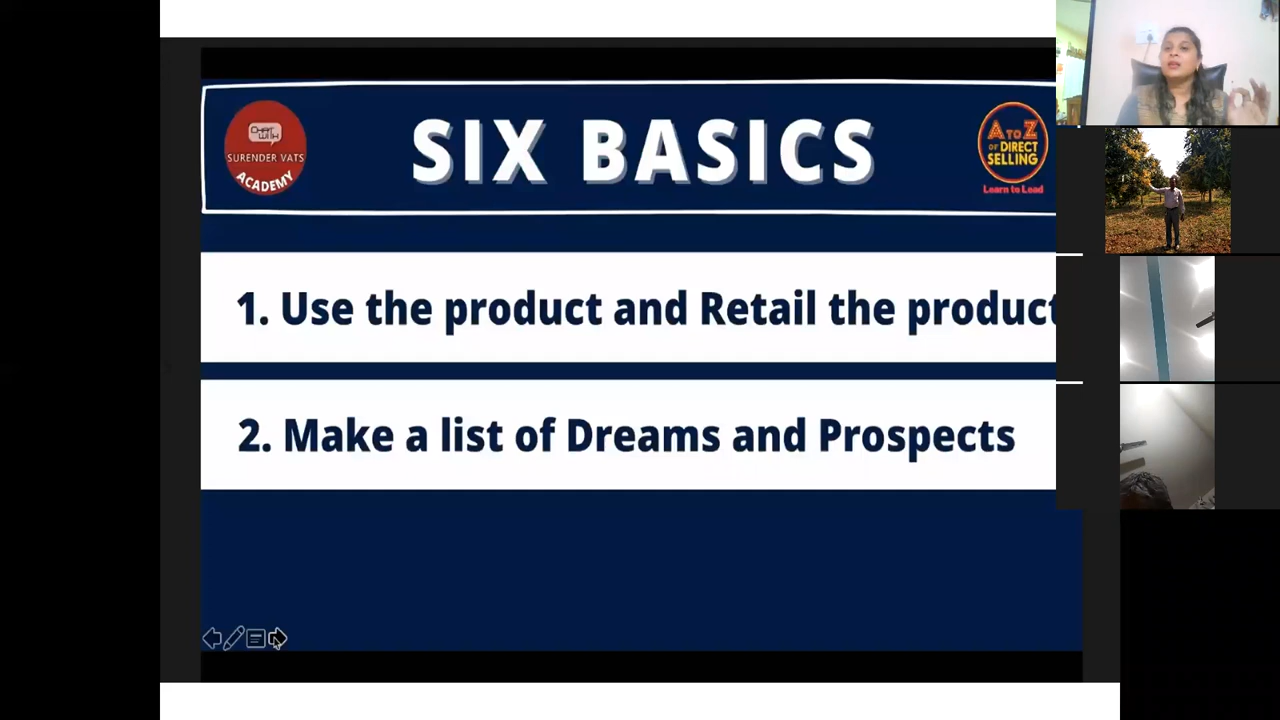 SIX BASICS
CHAT WITH
SURENDER VATS
ACADEMY
A TO Z
OF DIRECT
SELLING
Learn to Lead
1. Use the product and Retail the product
2. Make a list of Dreams and Prospects